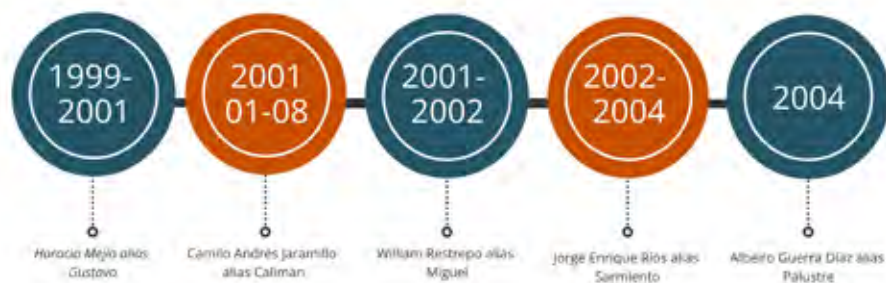 1999-
2001
2001
01-08
2001-
2002
2002-
2004
2004
Horacio Mejía alias
Gustavo
Camilo Andrés Jaramillo
alias Caliman
William Restrepo alias
Miguel
Jorge Enrique Ríos alias
Sarmiento
Albeiro Guerra Díaz alias
Palustre